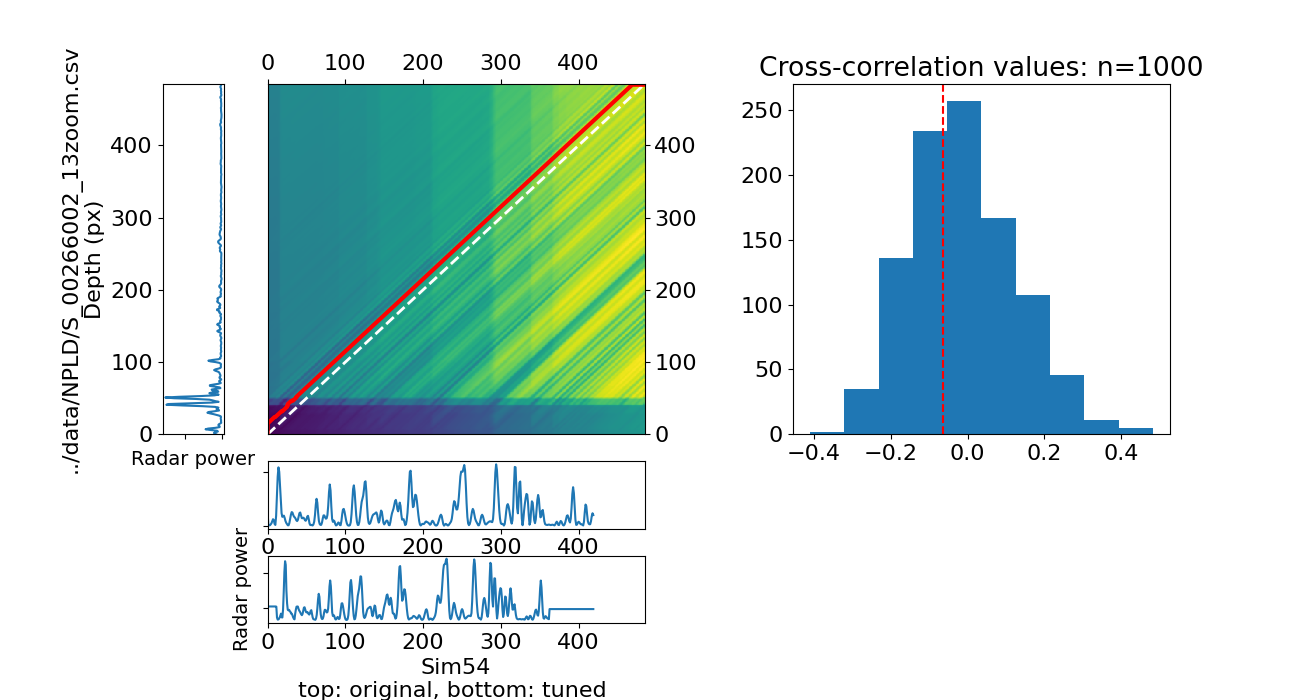 Cross-correlation values: n=1000
../data/NPLD/S_00266002_13zoom.csv
Depth (px)
0 100 200 300 400
400
300
200
100
0
400
300
200
100
0
250
200
150
100
50
0
−0.4 −0.2 0.0 0.2 0.4
Radar power
0 100 200 300 400
Radar power
0 100 200 300 400
Sim54
top: original, bottom: tuned